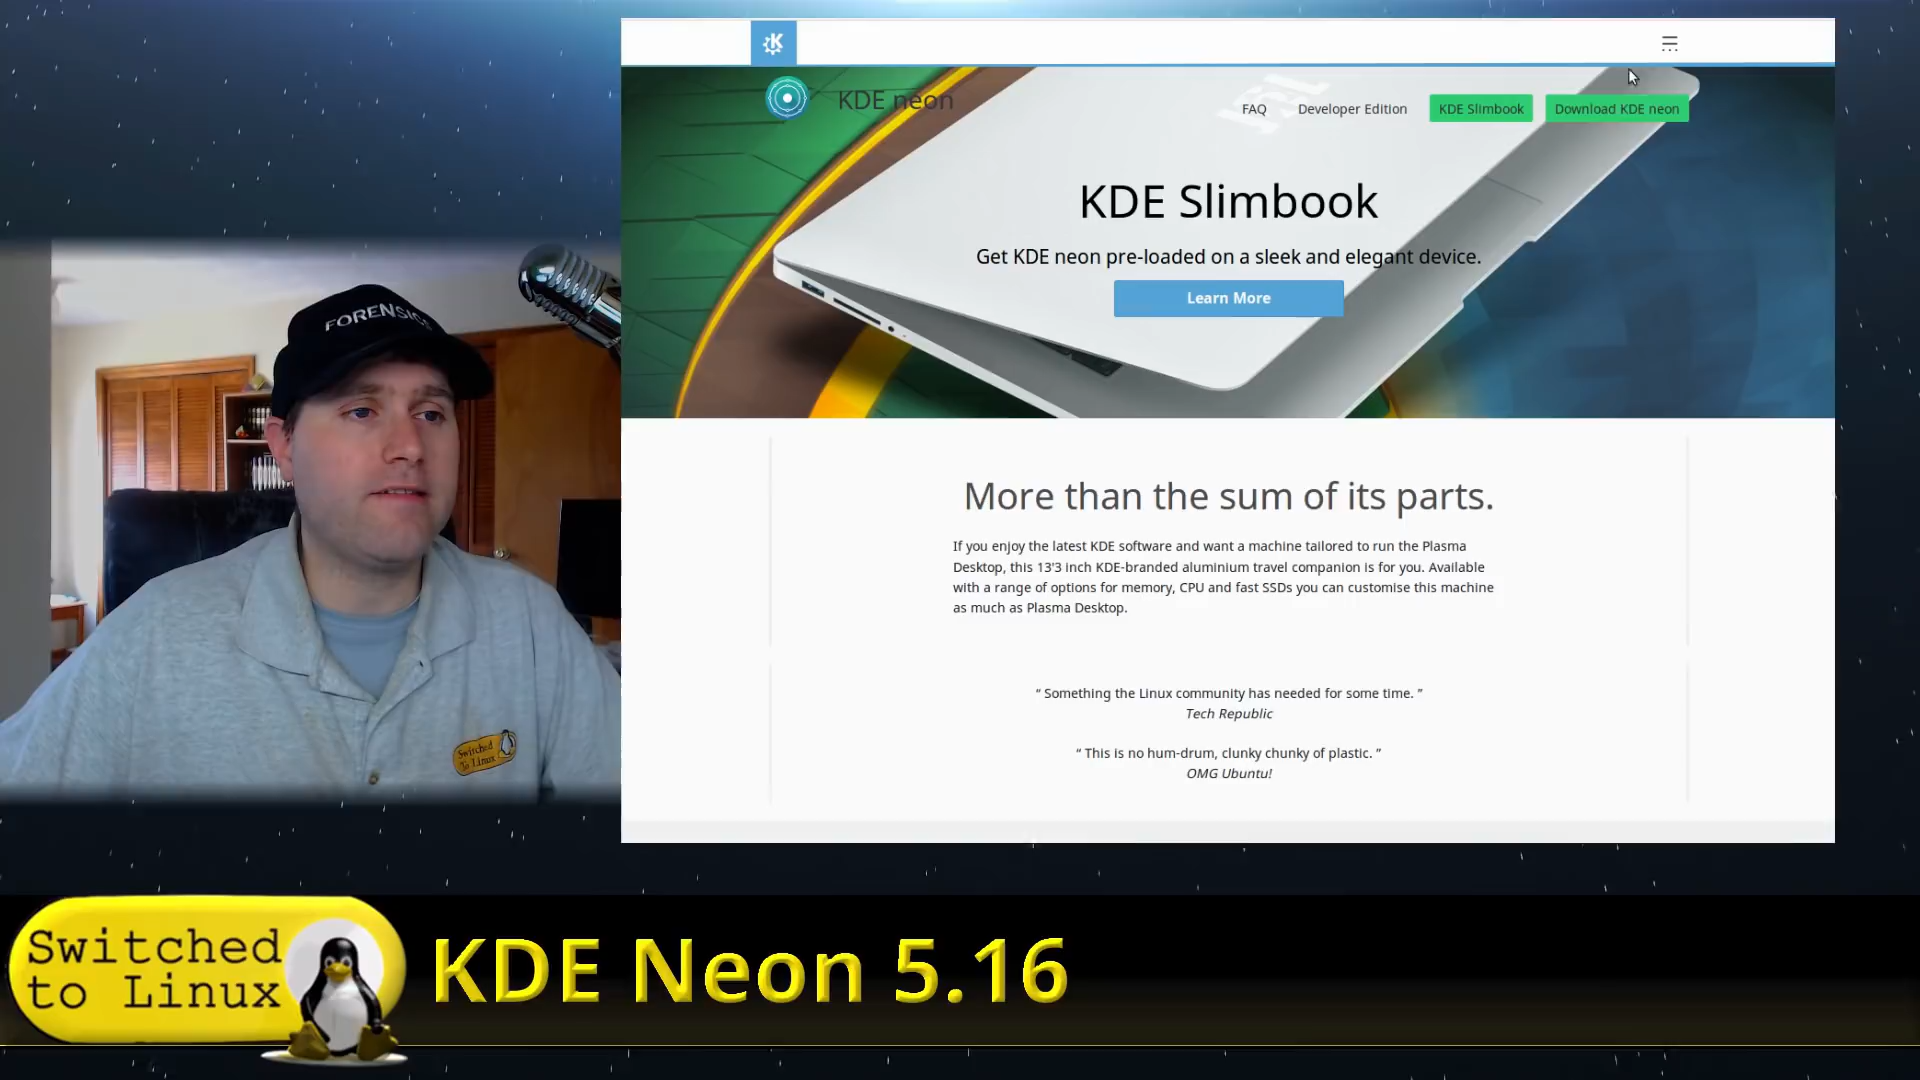 KDE neon
FAQ
Developer Edition
KDE Slimbook
Download KDE neon
KDE Slimbook
Get KDE neon pre-loaded on a sleek and elegant device.
Learn More
FORENSICS
More than the sum of its parts.
If you enjoy the latest KDE software and want a machine tailored to run the Plasma
Desktop, this 13'3 inch KDE-branded aluminium travel companion is for you. Available
with a range of options for memory, CPU and fast SSDs you can customise this machine
as much as Plasma Desktop.
“ Something the Linux community has needed for some time. ”
Tech Republic
“ This is no hum-drum, clunky chunky of plastic. ”
OMG Ubuntu!
Switched
To Linux
Switched
to Linux
KDE Neon 5.16